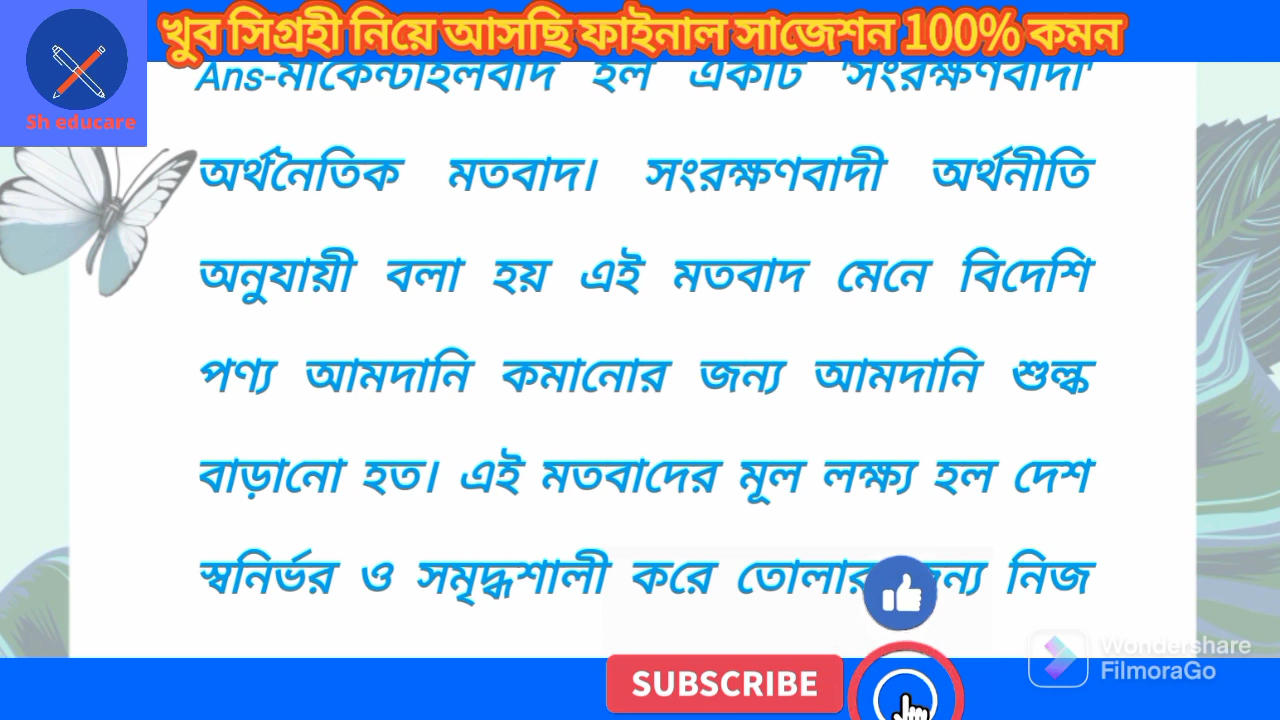 খুব সিগ্রহী নিয়ে আসছি ফাইনাল সাজেশন 100% কমন
Sh educare
Ans-মার্কেন্টাইলবাদ হল একটি 'সংরক্ষণবাদী'
অর্থনৈতিক মতবাদ। সংরক্ষণবাদী অর্থনীতি
অনুযায়ী বলা হয় এই মতবাদ মেনে বিদেশি
পণ্য আমদানি কমানোর জন্য আমদানি শুল্ক
বাড়ানো হত। এই মতবাদের মূল লক্ষ্য হল দেশ
স্বনির্ভর ও সমৃদ্ধশালী করে তোলার জন্য নিজ
SUBSCRIBE
Wondershare
FilmoraGo